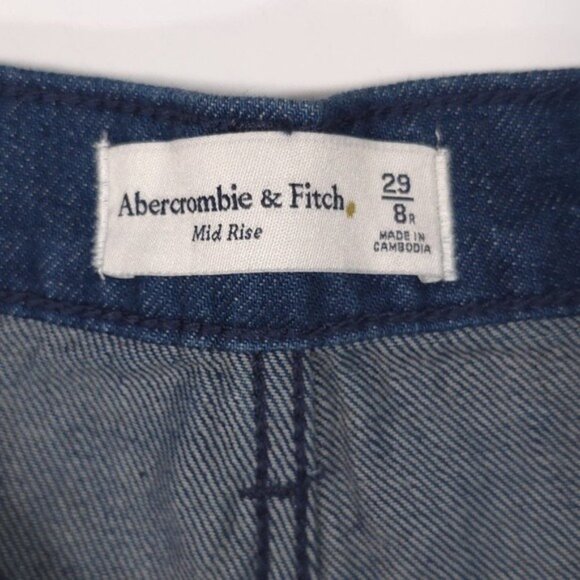 Abercrombie & Fitch
Mid Rise
29
8R
MADE IN
CAMBODIA